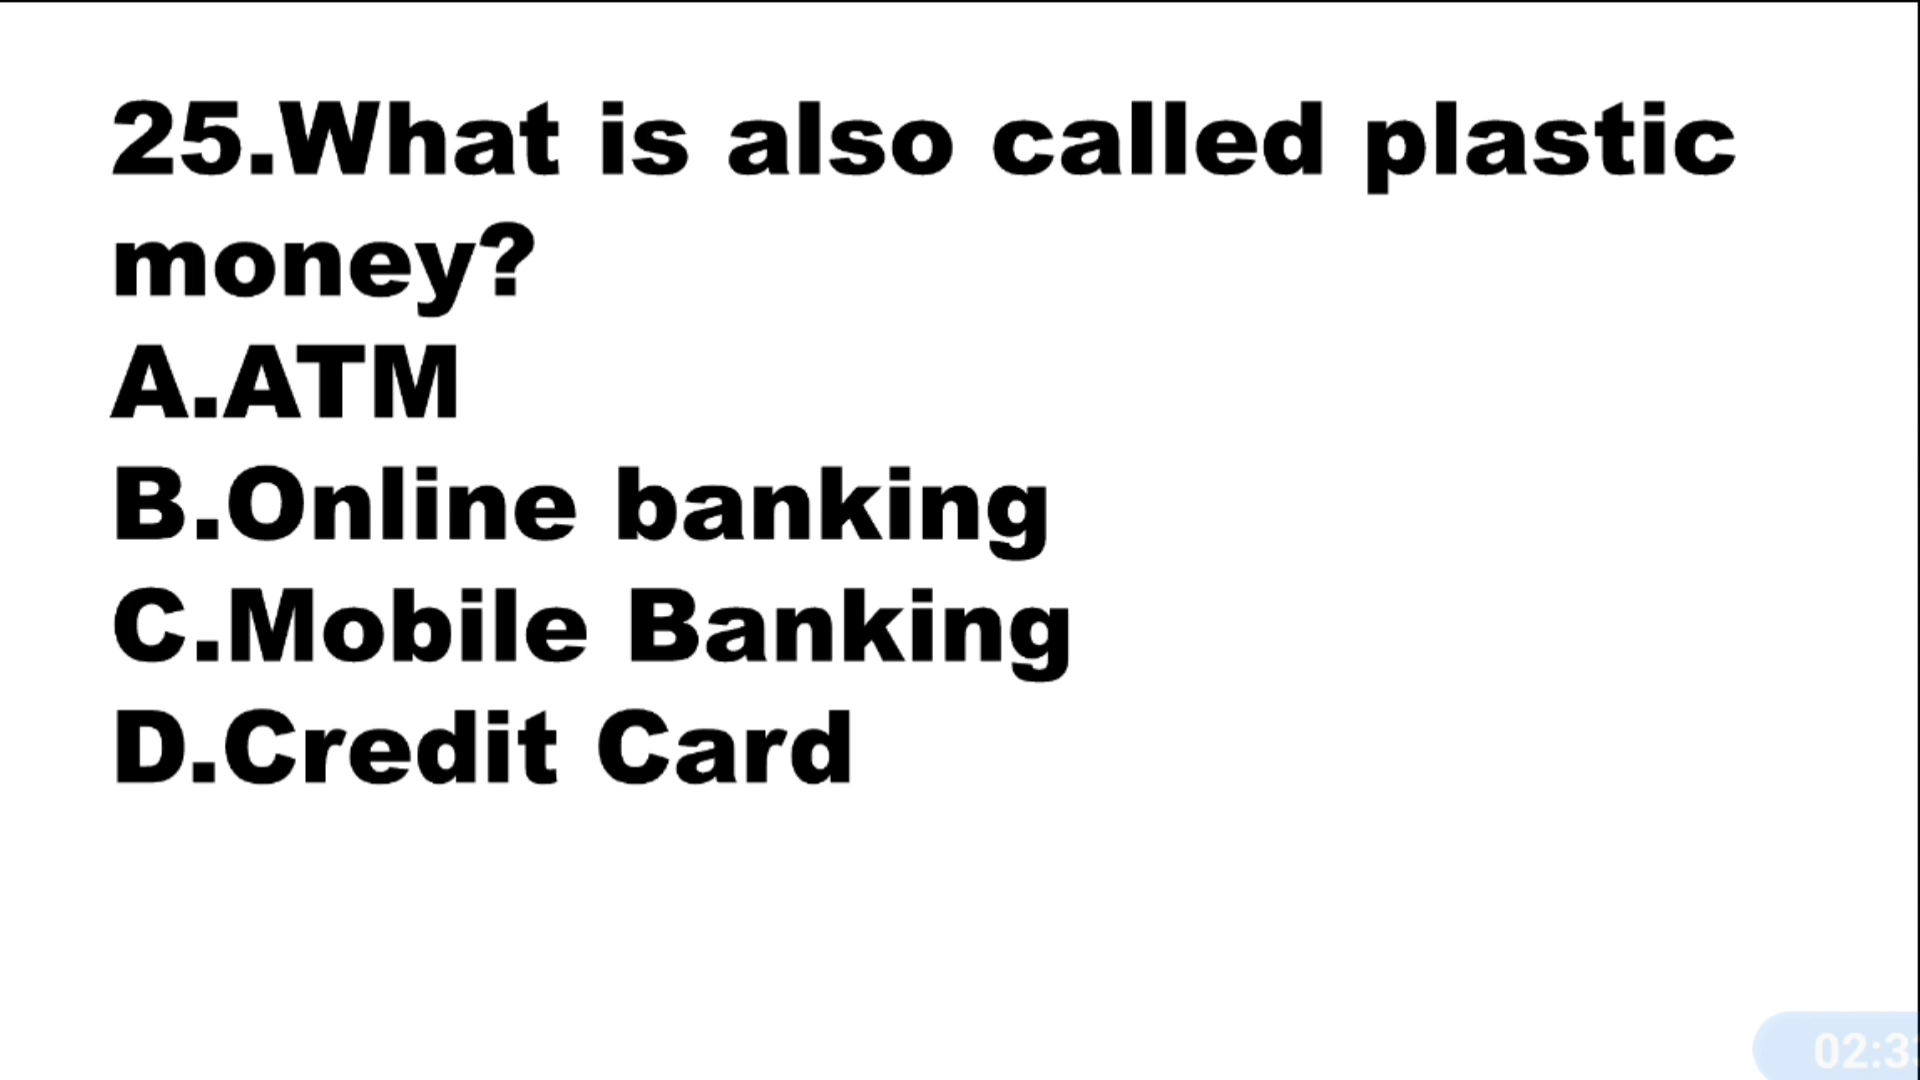 25.What is also called plastic
money?
A.ATM
B.Online banking
C.Mobile Banking
D.Credit Card
02:3